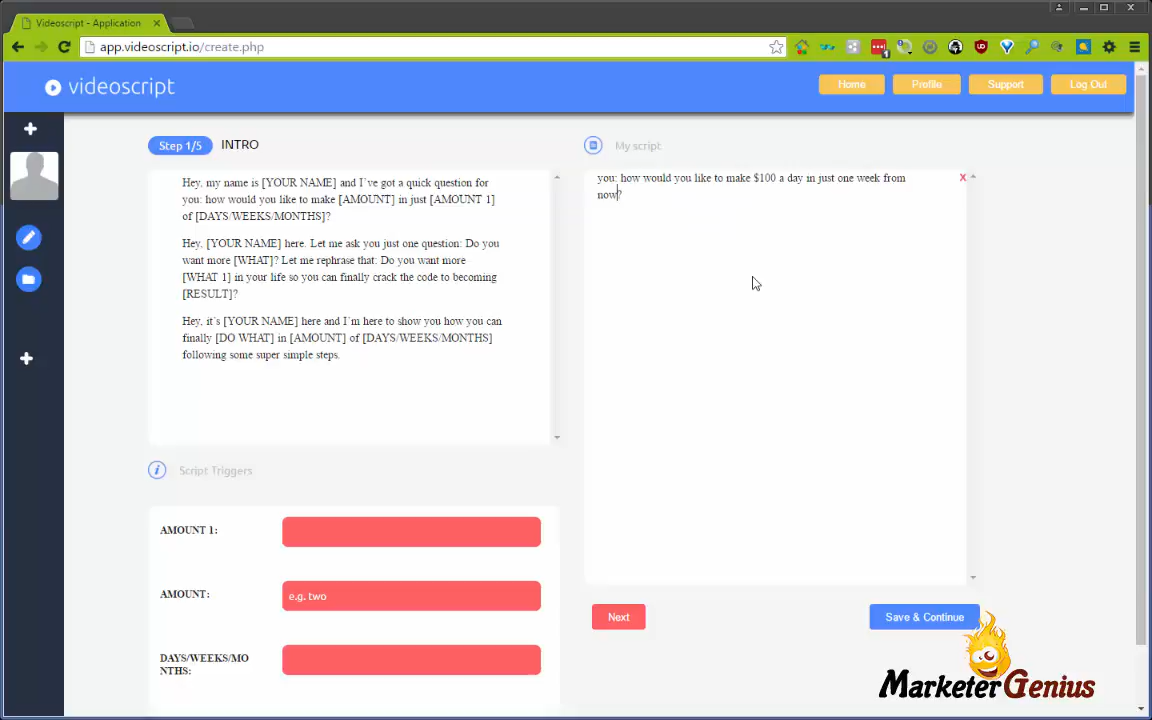 Videoscript - Application
app.videoscript.io/create.php
videoscript
Home
Profile
Support
Log Out
Step 1/5
INTRO
Hey, my name is [YOUR NAME] and I've got a quick question for
you: how would you like to make [AMOUNT] in just [AMOUNT 1]
of [DAYS/WEEKS/MONTHS]?
Hey, [YOUR NAME] here. Let me ask you just one question: Do you
want more [WHAT]? Let me rephrase that: Do you want more
[WHAT 1] in your life so you can finally crack the code to becoming
[RESULT]?
Hey, it's [YOUR NAME] here and I'm here to show you how you can
finally [DO WHAT] in [AMOUNT] of [DAYS/WEEKS/MONTHS]
following some super simple steps.
My script
you: how would you like to make $100 a day in just one week from
now?
X
Script Triggers
AMOUNT 1:
AMOUNT:
e.g. two
DAYS/WEEKS/MO
NTHS:
Next
Save & Continue
MarketerGenius